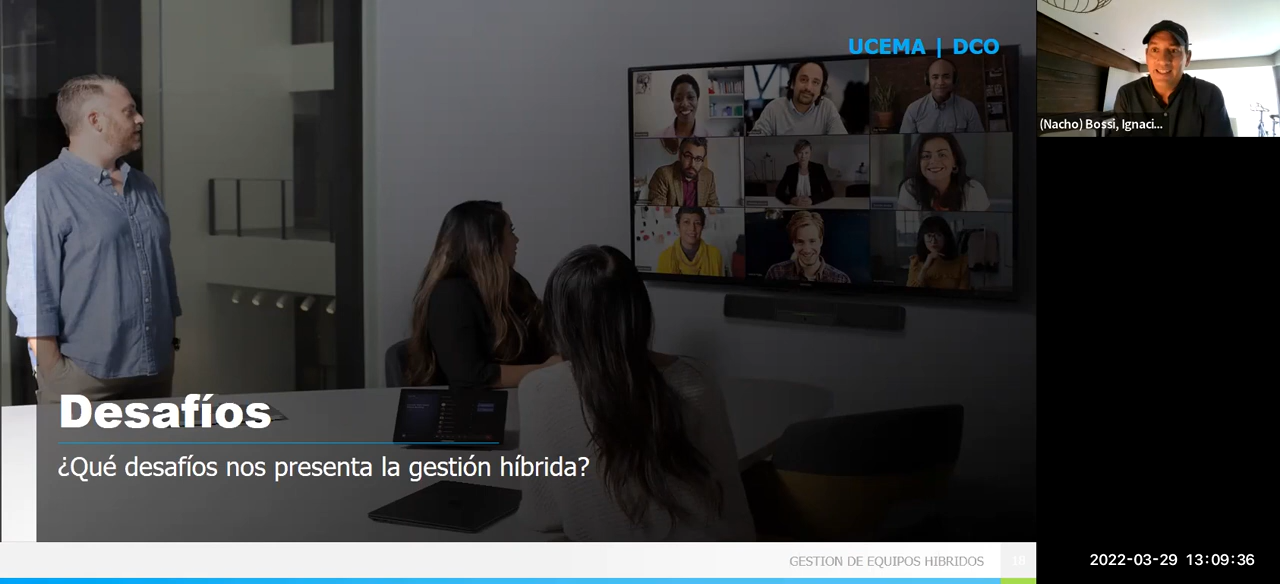 UCEMA | DCO
(Nacho) Bossi, Ignaci...
Desafíos
¿Qué desafíos nos presenta la gestión híbrida?
GESTION DE EQUIPOS HIBRIDOS
18
2022-03-29 13:09:36